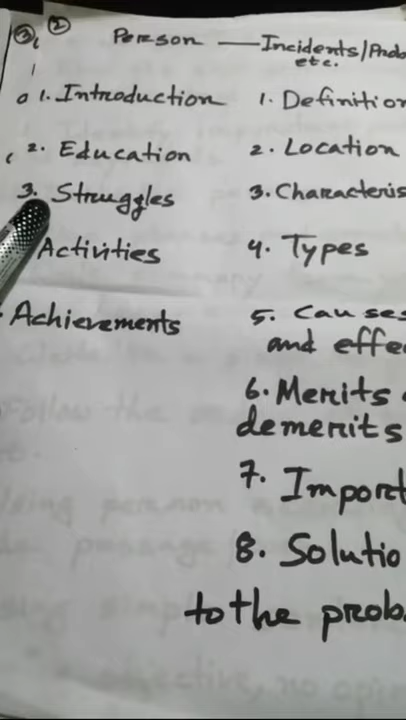 ② Person — Incidents/Prob
etc.
1. Introduction
2. Education
3. Struggles
Activities
Achievements
1. Definition
2. Location
3. Characteris
4. Types
5. Causes
and effe
6. Merits
demerits
7. Import
8. Solutio
to the prob